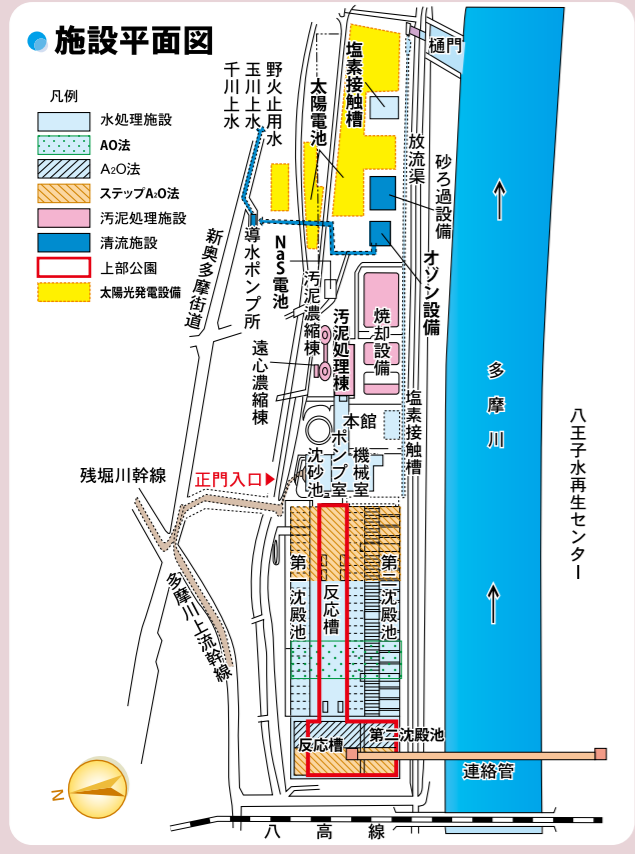 施設平面図
凡例
水処理施設
AO法
A₂O法
ステップA₂O法
汚泥処理施設
清流施設
上部公園
太陽光発電設備
野火止用水
玉川上水
千川上水
太陽電池
塩素接触槽
樋門
放流渠
砂ろ過設備
オゾン設備
導水ポンプ所
NaS電池
新奥多摩街道
汚泥濃縮棟
遠心濃縮棟
汚泥処理棟
焼却設備
塩素接触槽
本館
ポンプ室
機械室
沈砂池
正門入口
残堀川幹線
多摩川上流幹線
第一沈殿池
反応槽
第二沈殿池
反応槽
第二沈殿池
連絡管
多摩川
八王子水再生センター
八高線
N